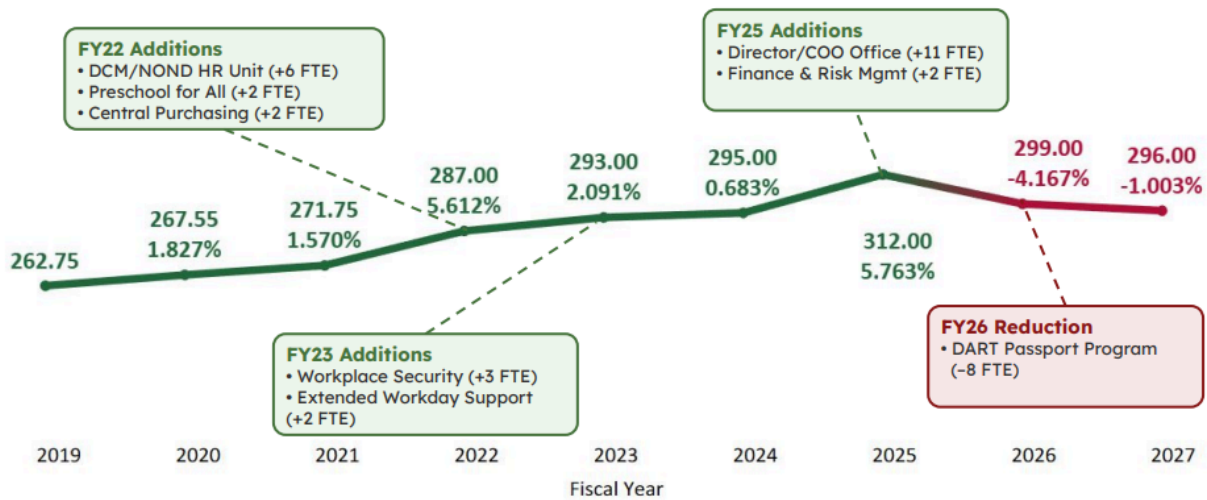 FY22 Additions
• DCM/NOND HR Unit (+6 FTE)
• Preschool for All (+2 FTE)
• Central Purchasing (+2 FTE)
FY25 Additions
• Director/COO Office (+11 FTE)
• Finance & Risk Mgmt (+2 FTE)
262.75
267.55
1.827%
271.75
1.570%
287.00
5.612%
293.00
2.091%
295.00
0.683%
312.00
5.763%
299.00
-4.167%
296.00
-1.003%
FY23 Additions
• Workplace Security (+3 FTE)
• Extended Workday Support
(+2 FTE)
FY26 Reduction
• DART Passport Program
(–8 FTE)
2019 2020 2021 2022 2023 2024 2025 2026 2027
Fiscal Year